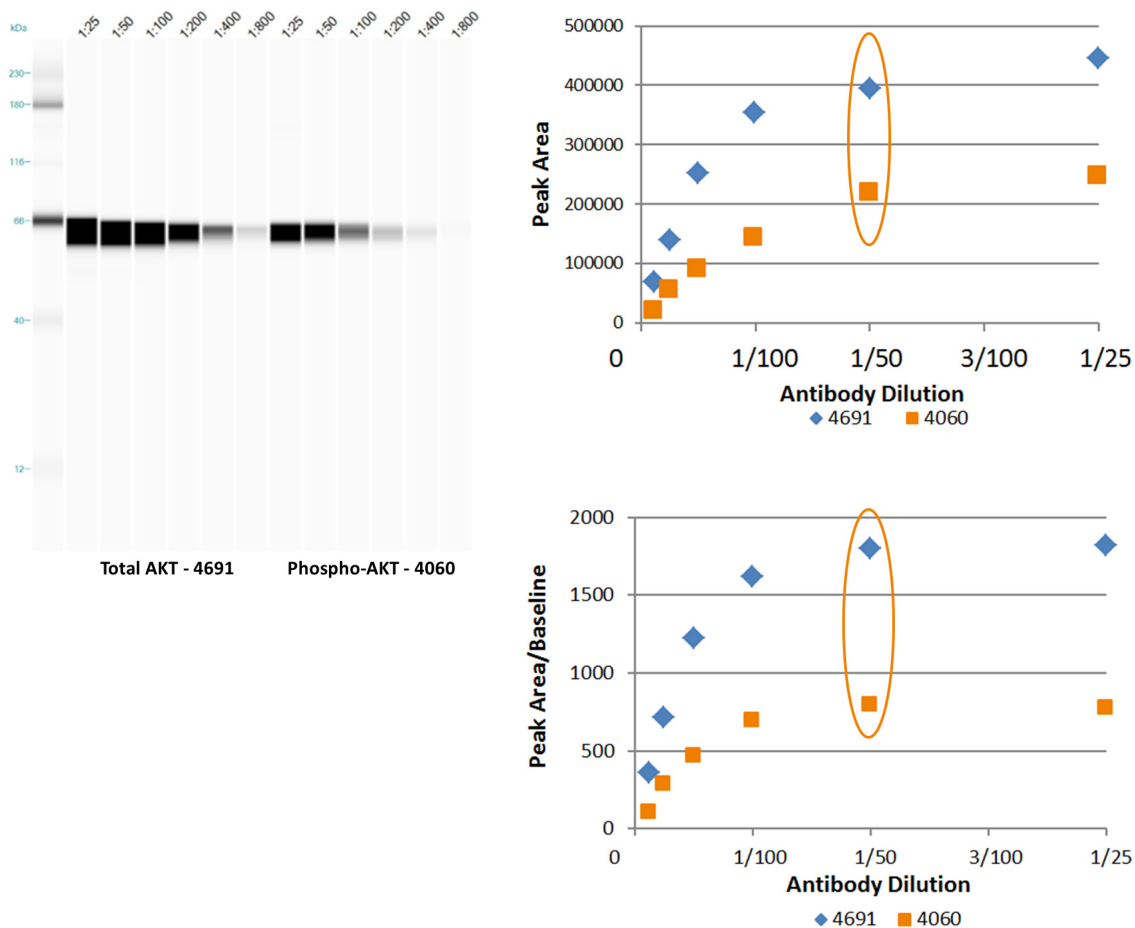 kDa 1:25 1:50 1:100 1:200 1:400 1:800 1:25 1:50 1:100 1:200 1:400 1:800
230
180
116
66
40
12
Total AKT - 4691 Phospho-AKT - 4060
500000
400000
300000
200000
100000
0
Peak Area
0 1/100 1/50 3/100 1/25
Antibody Dilution
4691 4060
2000
1500
1000
500
0
Peak Area/Baseline
0 1/100 1/50 3/100 1/25
Antibody Dilution
4691 4060